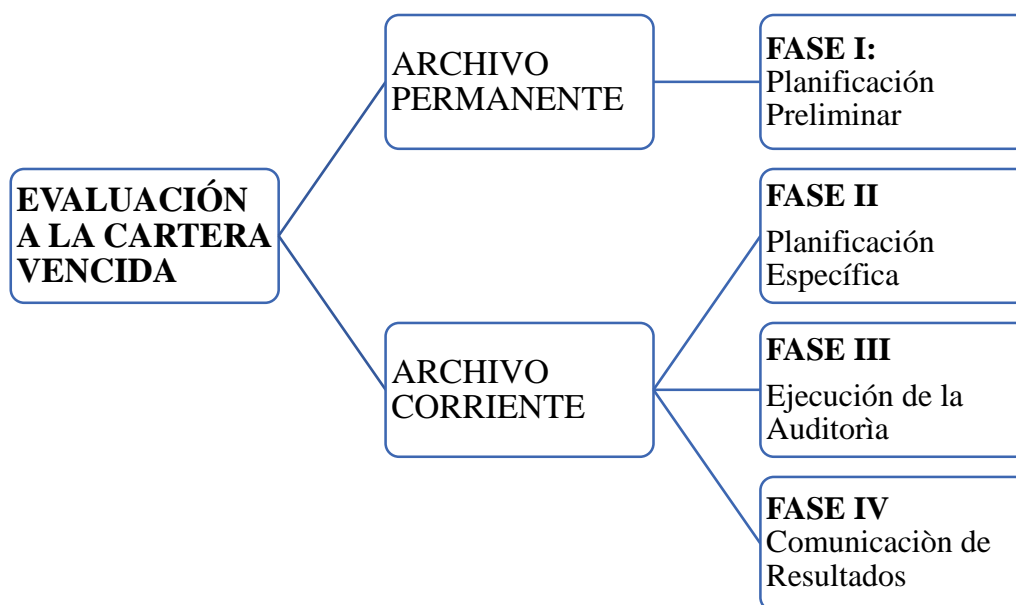 EVALUACIÓN
A LA CARTERA
VENCIDA
ARCHIVO
PERMANENTE
FASE I:
Planificación
Preliminar
ARCHIVO
CORRIENTE
FASE II
Planificación
Específica
FASE III
Ejecución de la
Auditorìa
FASE IV
Comunicaciòn de
Resultados